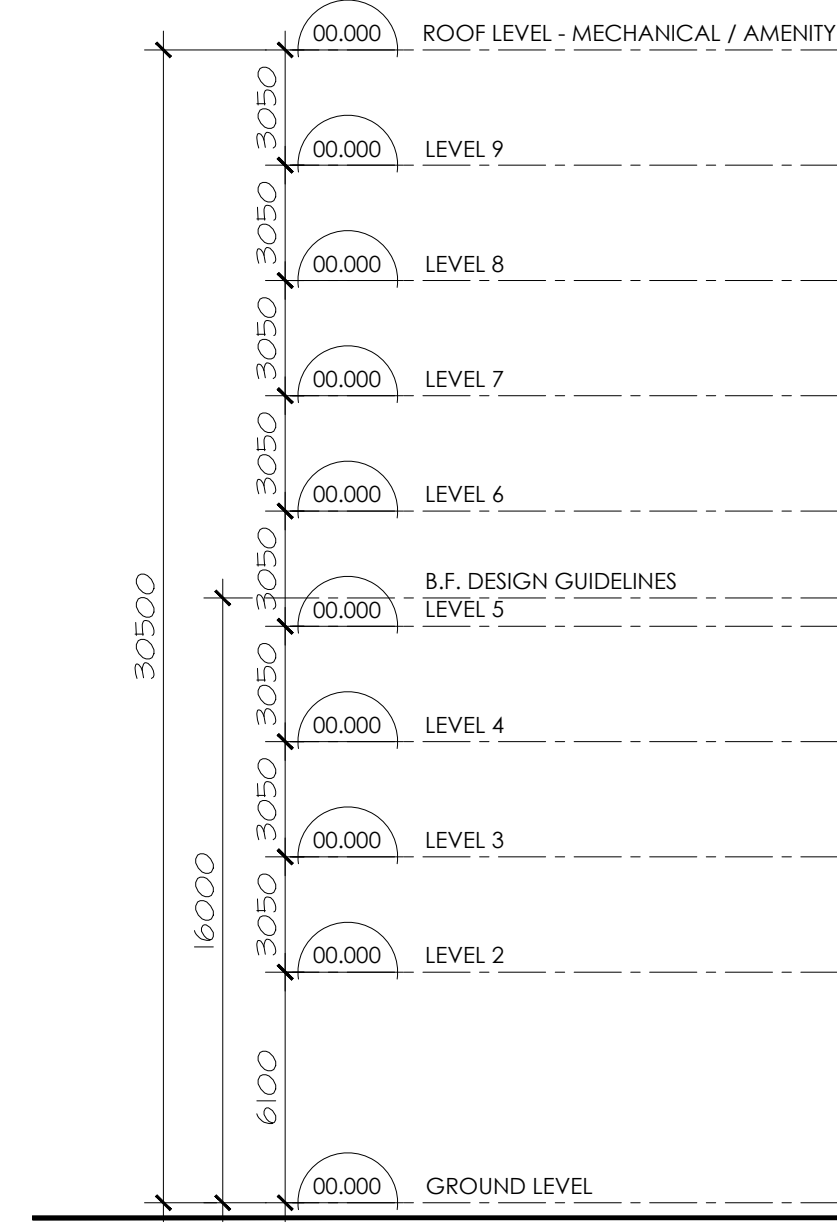 00.000 ROOF LEVEL - MECHANICAL / AMENITY
3050
00.000 LEVEL 9
3050
00.000 LEVEL 8
3050
00.000 LEVEL 7
3050
00.000 LEVEL 6
3050
B.F. DESIGN GUIDELINES
00.000 LEVEL 5
30500
3050
00.000 LEVEL 4
3050
00.000 LEVEL 3
16000
3050
00.000 LEVEL 2
6100
00.000 GROUND LEVEL